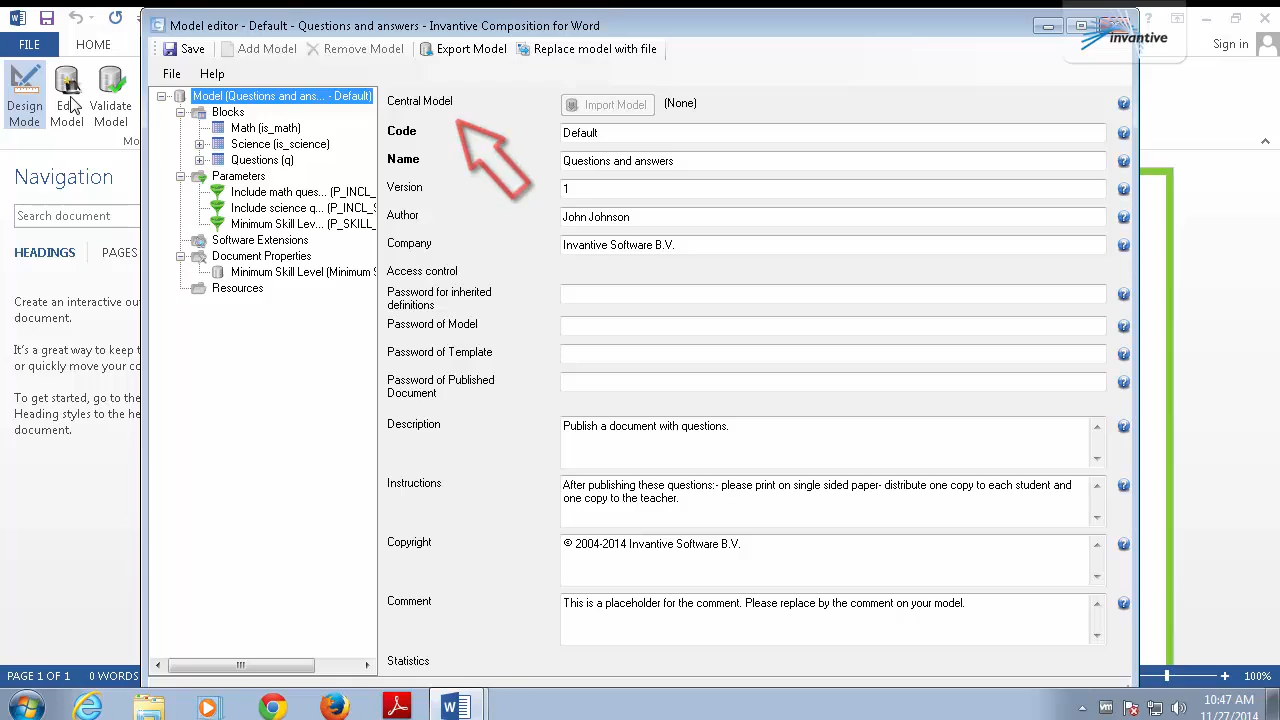 Model editor - Default - Questions and answers
Composition for Word
invantive
FILE
HOME
Sign in
Save
Add Model
Remove
Model
Replace model with file
File
Help
Design
Mode
Model
Validate
Model
Navigation
Search document
HEADINGS
PAGES
Create an interactive
document.
It's a great way to keep
or quickly move your
To get started, go to the
Heading styles to the
document.
Model (Questions and ans... - Default)
Blocks
Math (is_math)
Science (is_science)
Questions (q)
Parameters
Include math ques... (P_INCL_
Include science q... (P_INCL_
Minimum Skill Lev... (P_SKILL_
Software Extensions
Document Properties
Minimum Skill Level (Minimum
Resources
Central Model
Import Model
(None)
Code
Default
Name
Questions and answers
Version
1
Author
John Johnson
Company
Invantive Software B.V.
Access control
Password for inherited
definitions
Password of Model
Password of Template
Password of Published
Document
Description
Publish a document with questions.
Instructions
After publishing these questions:- please print on single sided paper- distribute one copy to each student and
one copy to the teacher.
Copyright
© 2004-2014 Invantive Software B.V.
Comment
This is a placeholder for the comment. Please replace by the comment on your model.
Statistics
PAGE 1 OF 1
0 WORDS
100%
10:47 AM
11/27/2014